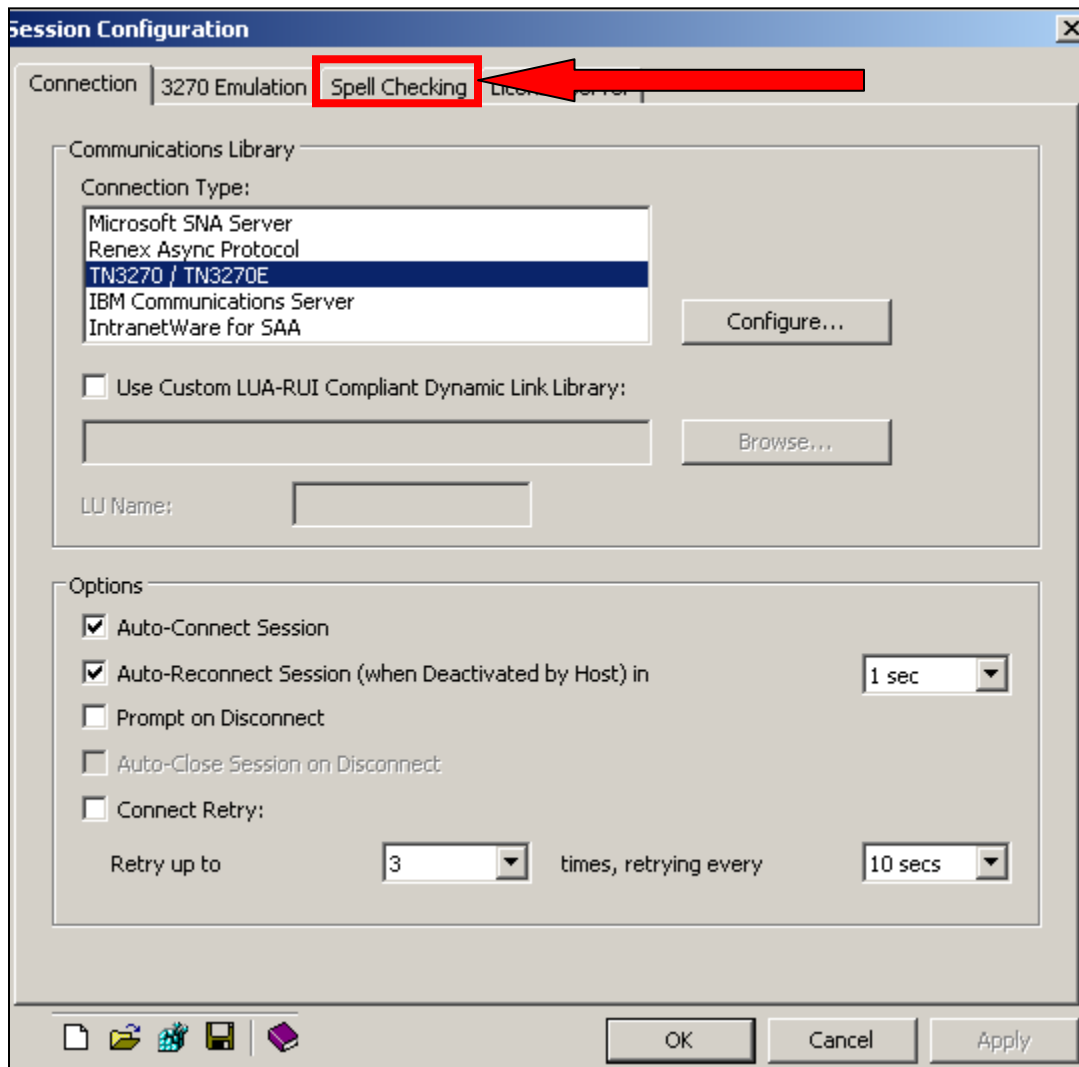 Session Configuration
Connection
3270 Emulation
Spell Checking
Communications Library
Connection Type:
Microsoft SNA Server
Renex Async Protocol
TN3270 / TN3270E
IBM Communications Server
IntranetWare for SAA
Configure...
Use Custom LUA-RUI Compliant Dynamic Link Library:
Browse...
LU Name:
Options
Auto-Connect Session
Auto-Reconnect Session (when Deactivated by Host) in 1 sec
Prompt on Disconnect
Auto-Close Session on Disconnect
Connect Retry:
Retry up to 3 times, retrying every 10 secs
OK Cancel Apply